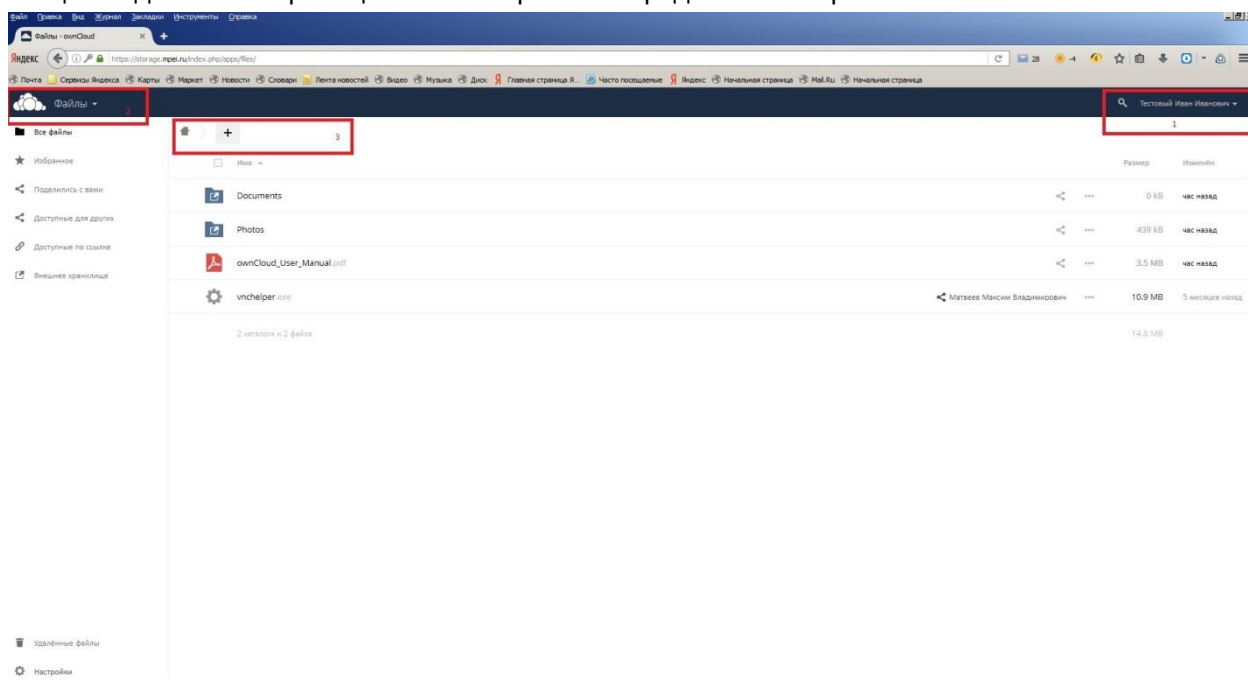 Файл Правка Вид Журнал Закладки Инструменты Справка
Файлы - ownCloud × +
Яндекс https://storage.mpei.ru/index.php/apps/files/ 28 -4
Почта Сервисы Яндекса Карты Маркет Новости Словари Лента новостей Видео Музыка Диск Главная страница Я... Часто посещаемые Яндекс Начальная страница Mail.Ru Начальная страница
Файлы 2 Тестовый Иван Иванович
1
Все файлы + 3
Избранное Имя Размер Изменён
Поделились с вами Documents 0 kB час назад
Доступные для других Photos 439 kB час назад
Доступные по ссылке
ownCloud_User_Manual.pdf 3.5 MB час назад
Внешнее хранилище
vnchelper.exe Матвеев Максим Владимирович 10.9 MB 5 месяцев назад
2 каталога и 2 файла 14.8 MB
Удалённые файлы
Настройки